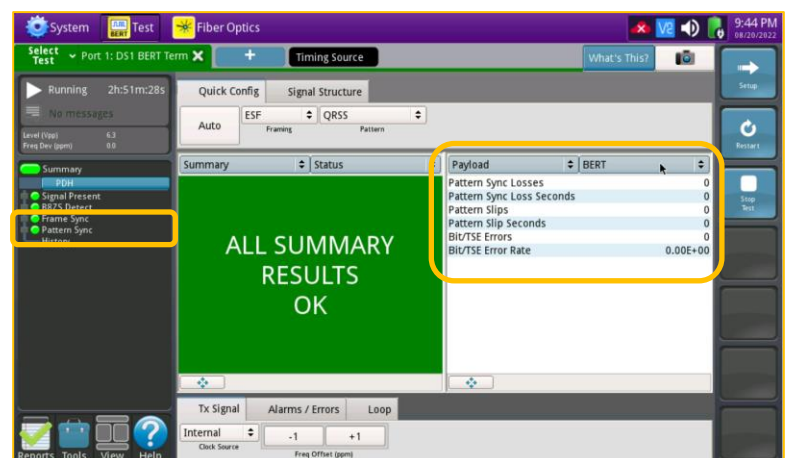 System JDSU BERT Test Fiber Optics 9:44 PM
08/20/2022
Select Test Port 1: DS1 BERT Term + Timing Source What's This?
Running 2h:51m:28s
No messages
Level (Vpp) 6.3
Freq Dev (ppm) 0.0
Summary
PDH
Signal Present
B8ZS Detect
Frame Sync
Pattern Sync
History
Quick Config Signal Structure
Auto ESF QRSS
Framing Pattern
Summary Status
ALL SUMMARY
RESULTS
OK
Payload BERT
Pattern Sync Losses 0
Pattern Sync Loss Seconds 0
Pattern Slips 0
Pattern Slip Seconds 0
Bit/TSE Errors 0
Bit/TSE Error Rate 0.00E+00
Tx Signal Alarms / Errors Loop
Internal -1 +1
Clock Source
Freq Offset (ppm)
Reports Tools View Help
Setup
Restart
Stop
Test